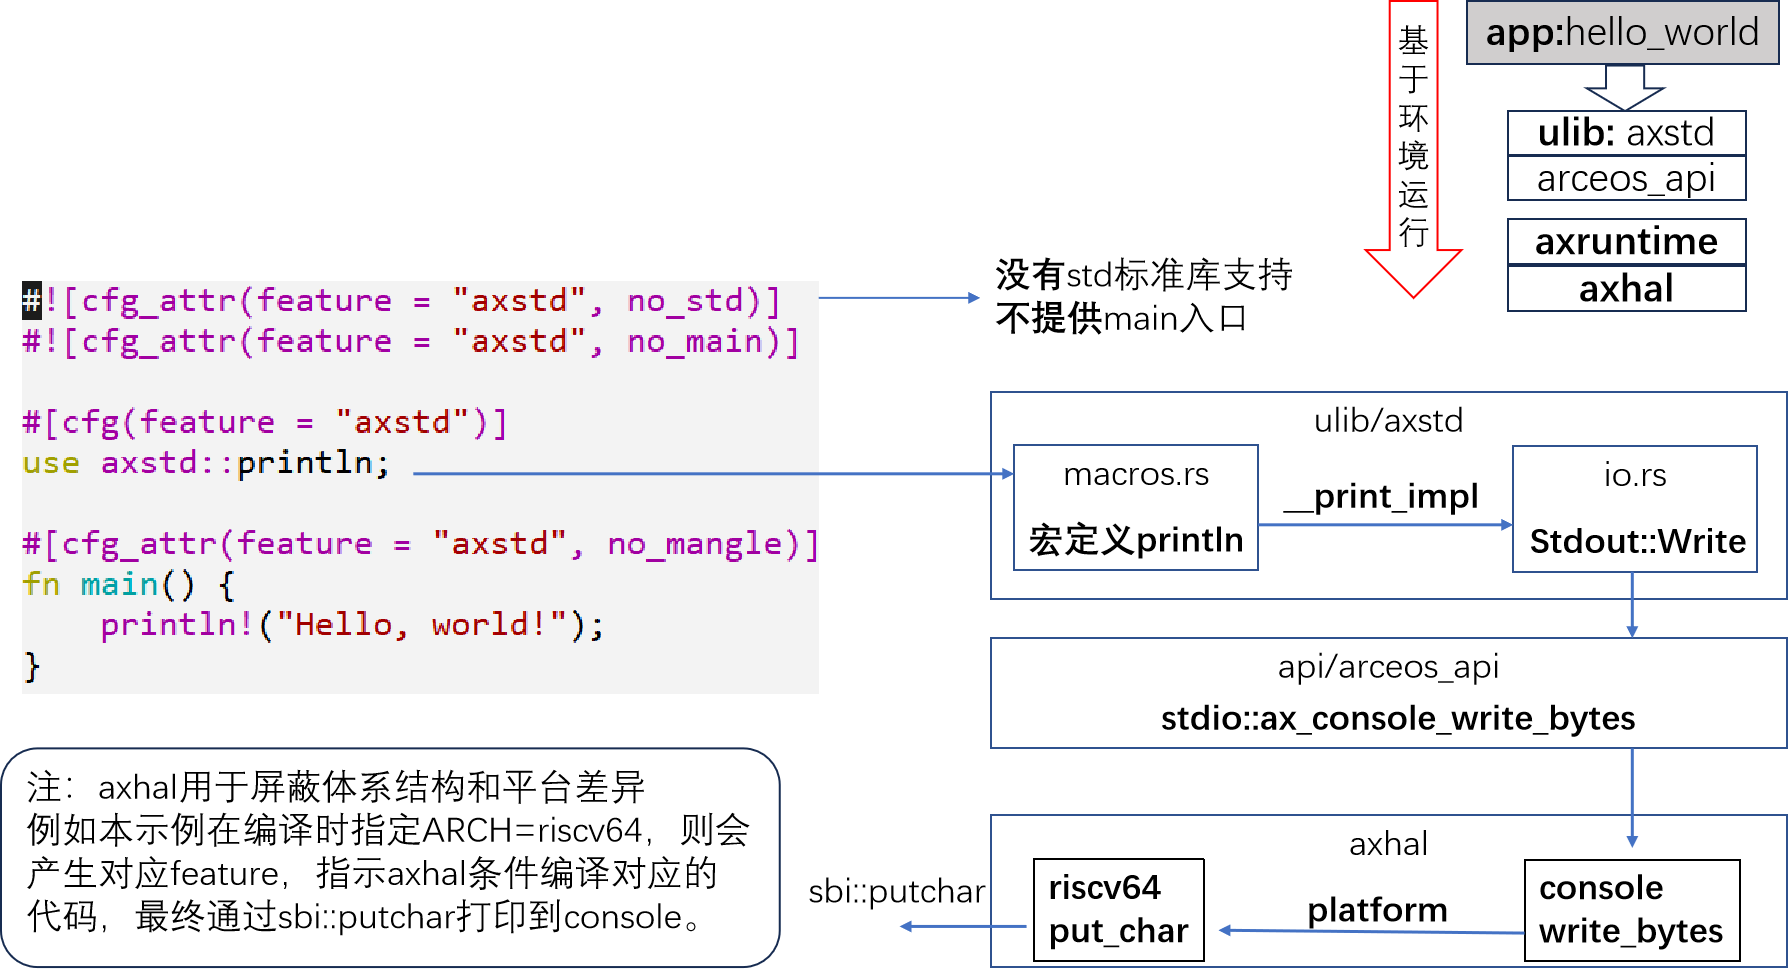 基于环境运行
app:hello_world
ulib: axstd
arceos_api
axruntime
axhal
#![cfg_attr(feature = "axstd", no_std)]
#![cfg_attr(feature = "axstd", no_main)]
#[cfg(feature = "axstd")]
use axstd::println;
#[cfg_attr(feature = "axstd", no_mangle)]
fn main() {
    println!("Hello, world!");
}
没有std标准库支持
不提供main入口
ulib/axstd
macros.rs
宏定义println
__print_impl
io.rs
Stdout::Write
api/arceos_api
stdio::ax_console_write_bytes
axhal
console
write_bytes
platform
riscv64
put_char
sbi::putchar
注：axhal用于屏蔽体系结构和平台差异
例如本示例在编译时指定ARCH=riscv64，则会
产生对应feature，指示axhal条件编译对应的
代码，最终通过sbi::putchar打印到console。